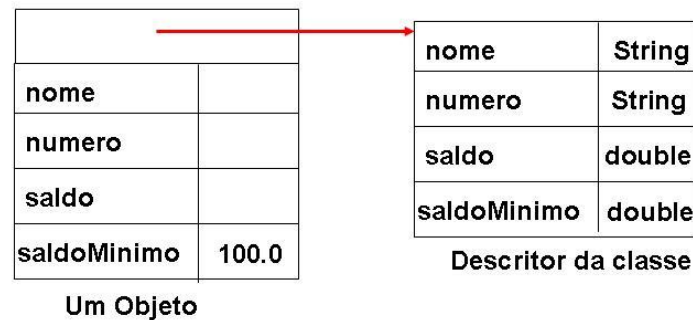 nome
numero
saldo
saldoMinimo 100.0
Um Objeto
nome String
numero String
saldo double
saldoMinimo double
Descritor da classe